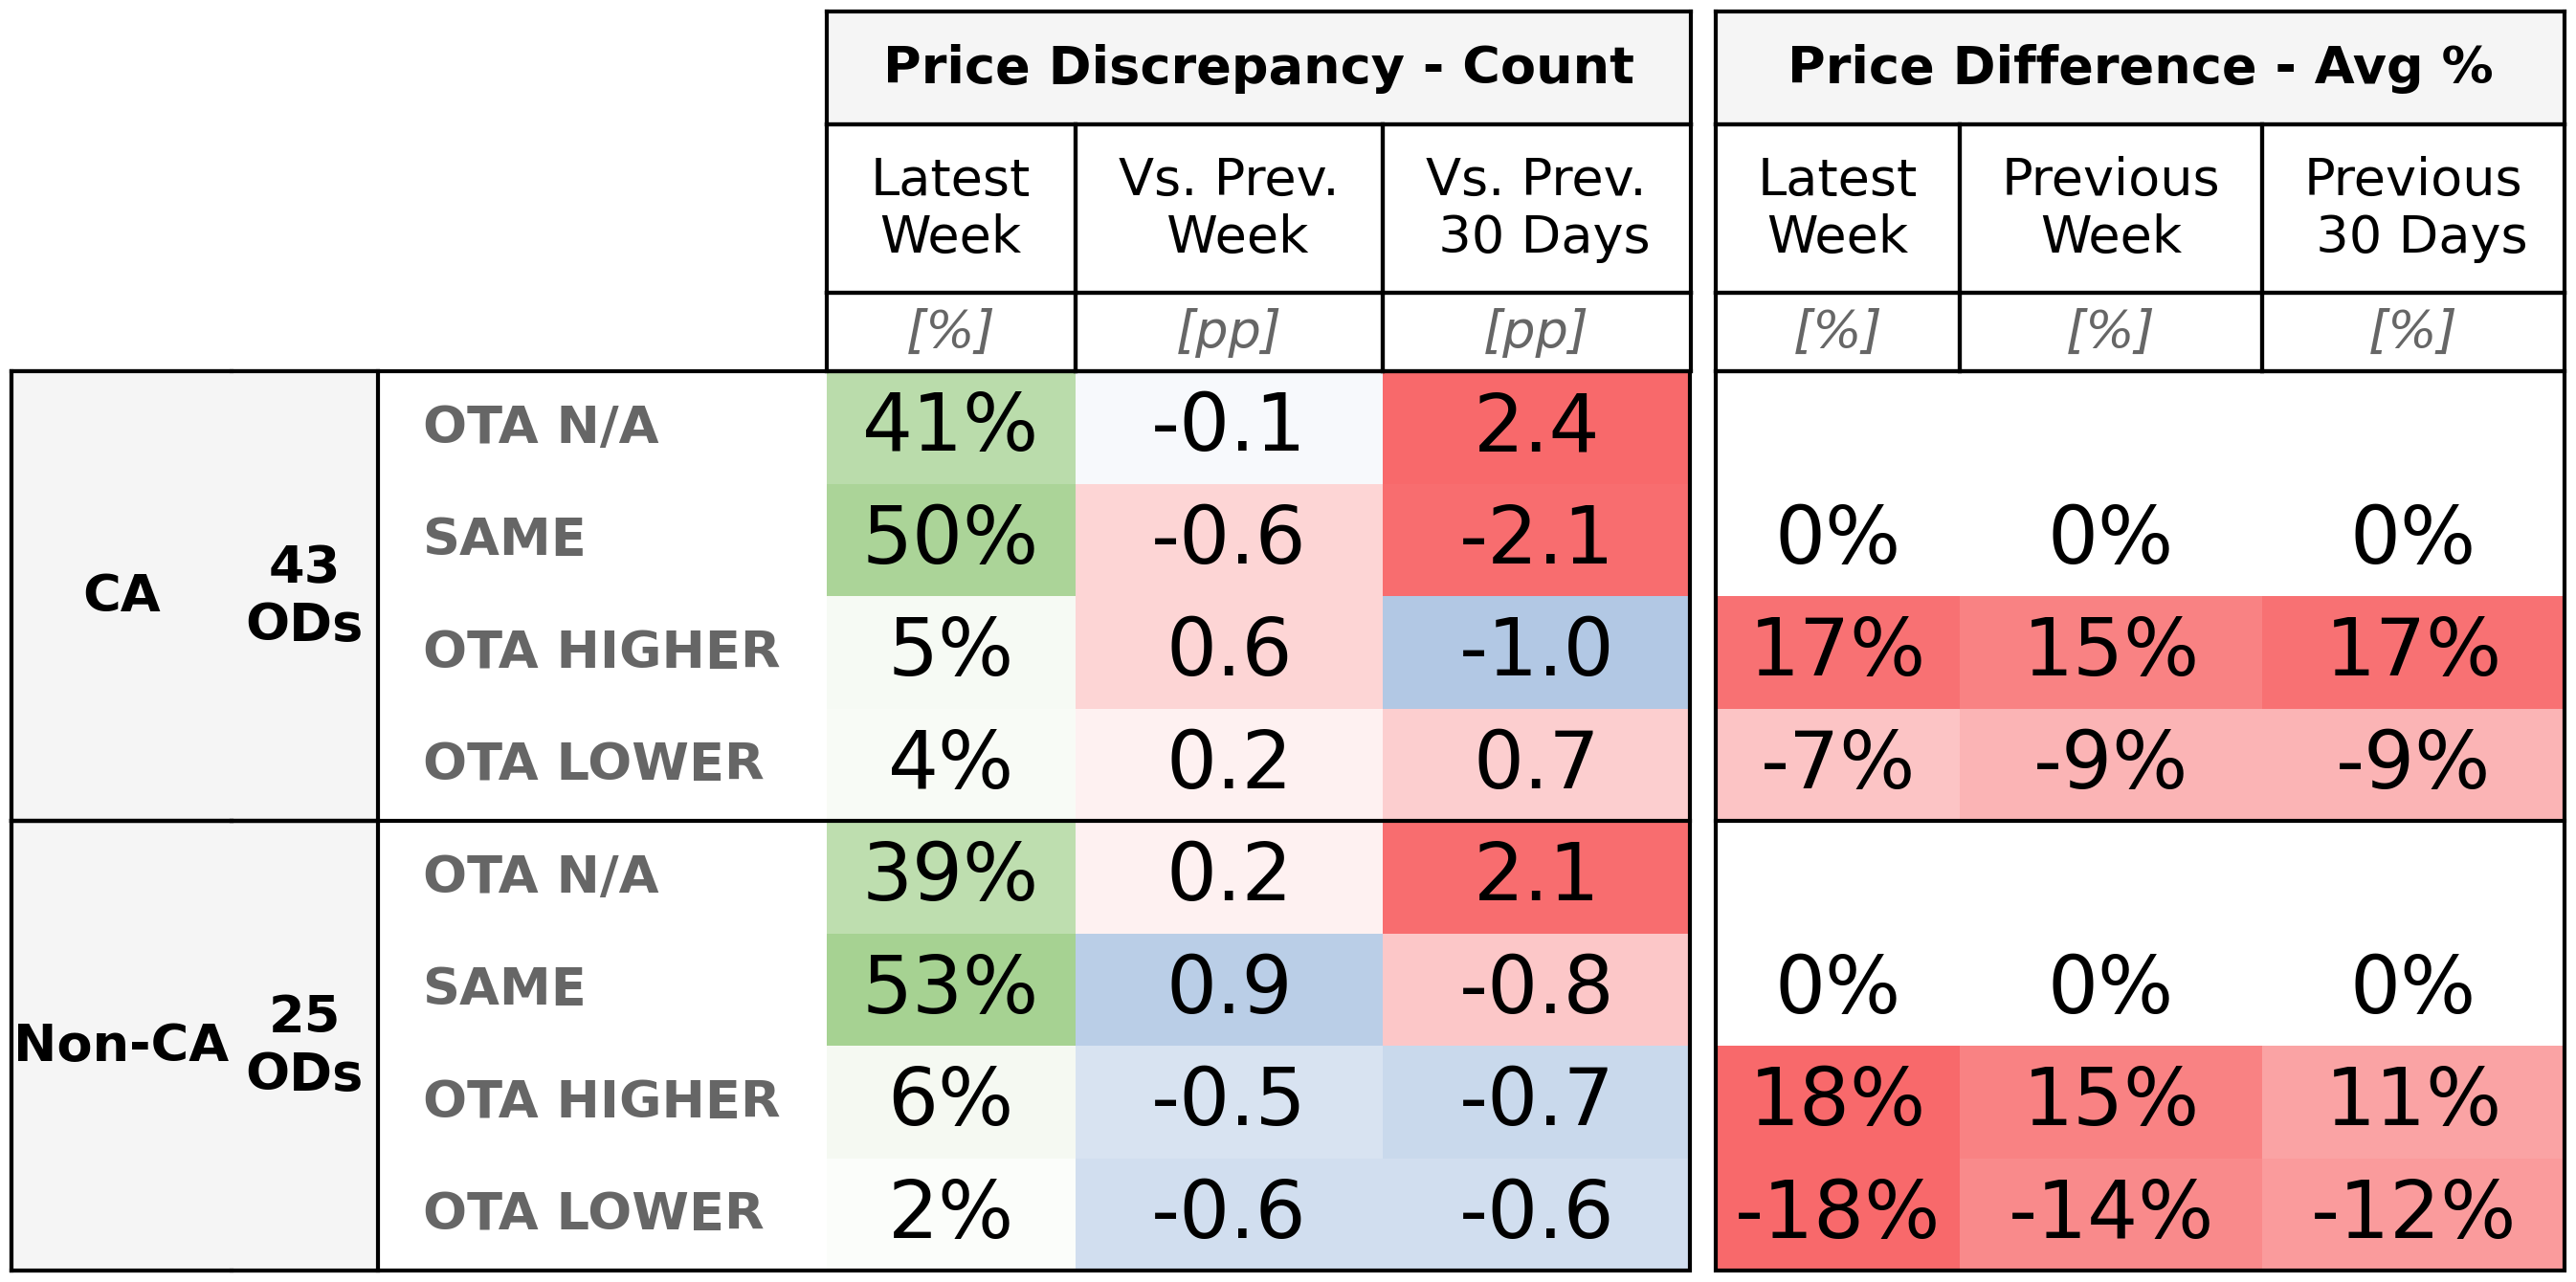 Price Discrepancy - Count Price Difference - Avg %
Latest Week Vs. Prev. Week Vs. Prev. 30 Days Latest Week Previous Week Previous 30 Days
[%] [pp] [pp] [%] [%] [%]
CA 43 ODs
OTA N/A 41% -0.1 2.4
SAME 50% -0.6 -2.1 0% 0% 0%
OTA HIGHER 5% 0.6 -1.0 17% 15% 17%
OTA LOWER 4% 0.2 0.7 -7% -9% -9%
Non-CA 25 ODs
OTA N/A 39% 0.2 2.1
SAME 53% 0.9 -0.8 0% 0% 0%
OTA HIGHER 6% -0.5 -0.7 18% 15% 11%
OTA LOWER 2% -0.6 -0.6 -18% -14% -12%